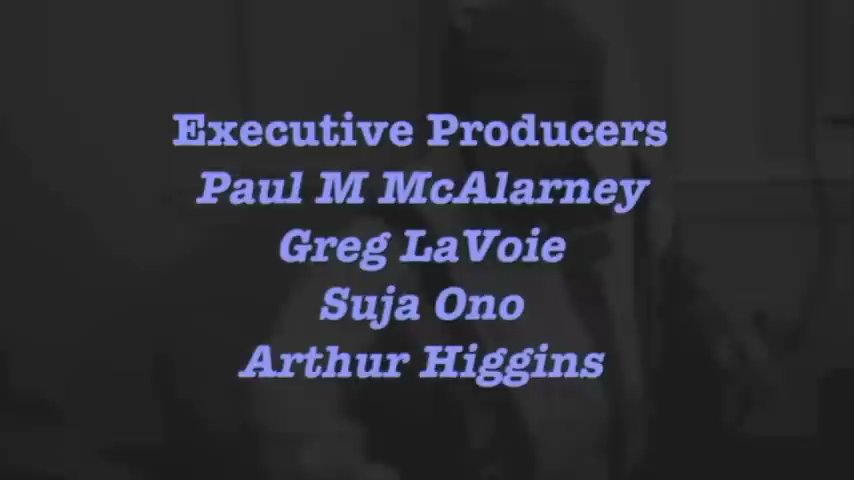 Executive Producers
Paul M McAlarney
Greg LaVoie
Suja Ono
Arthur Higgins